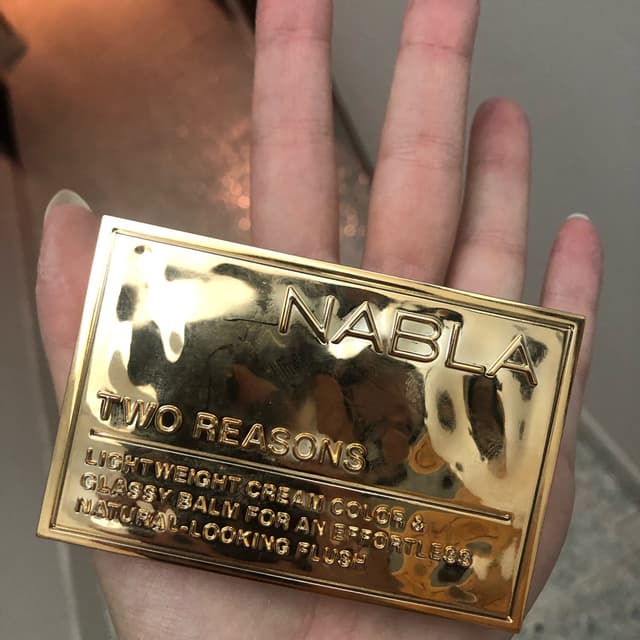 NABLA
TWO REASONS
LIGHTWEIGHT CREAM COLOR &
GLASSY BALM FOR AN EFFORTLESS
NATURAL-LOOKING FLUSH